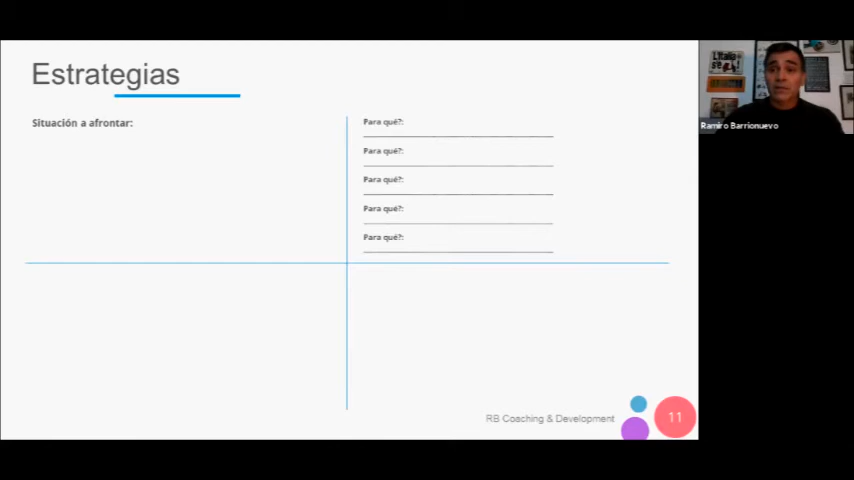 Estrategias
Situación a afrontar:
Para qué?:
Para qué?:
Para qué?:
Para qué?:
Para qué?:
RB Coaching & Development
11
L'Italia
Ramiro Barrionuevo